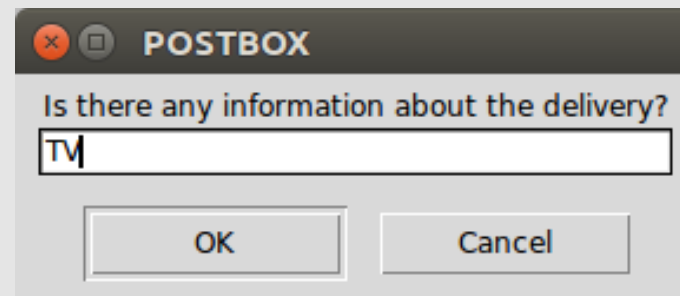 POSTBOX
Is there any information about the delivery?
TV
OK
Cancel